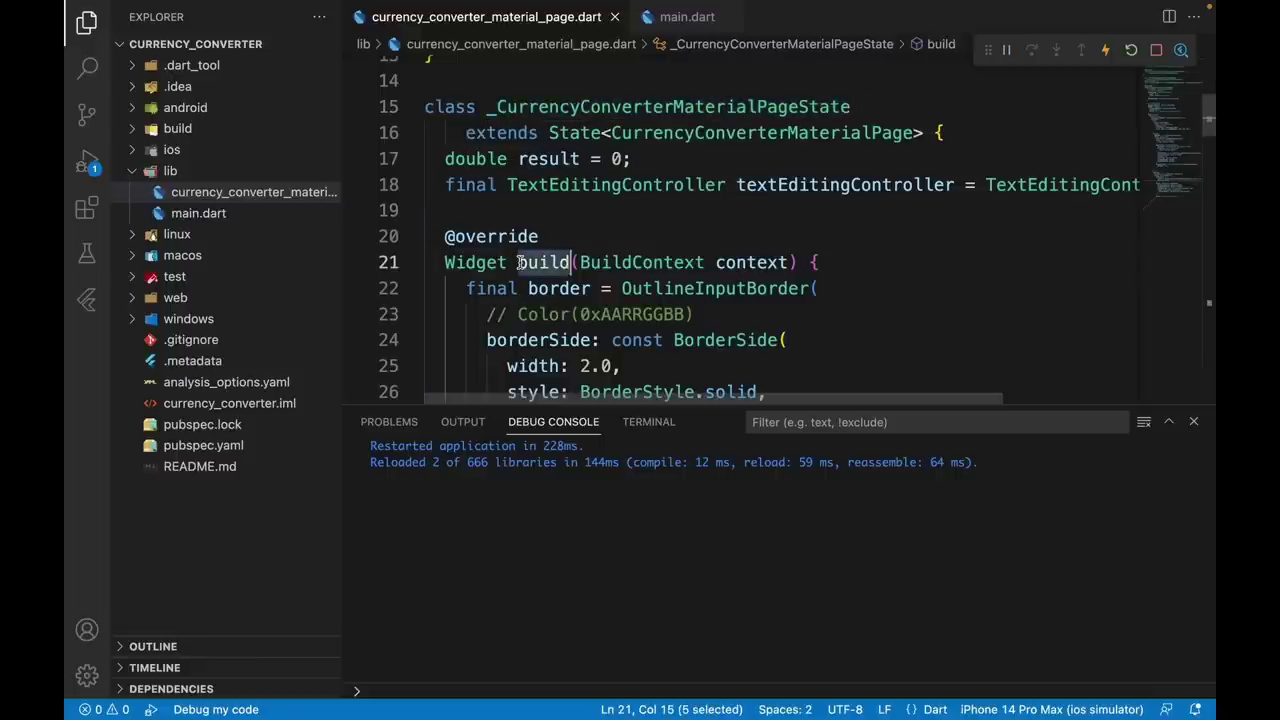 EXPLORER
currency_converter_material_page.dart
main.dart
CURRENCY_CONVERTER
lib
currency_converter_material_page.dart
_CurrencyConverterMaterialPageState
build
.dart_tool
.idea
android
build
ios
1
lib
currency_converter_materi...
main.dart
linux
macos
test
web
windows
.gitignore
.metadata
analysis_options.yaml
currency_converter.iml
pubspec.lock
pubspec.yaml
README.md
14
15 class _CurrencyConverterMaterialPageState
16 extends State<CurrencyConverterMaterialPage> {
17 double result = 0;
18 final TextEditingController textEditingController = TextEditingCont
19
20 @override
21 Widget build(BuildContext context) {
22 final border = OutlineInputBorder(
23 // Color(0xAARRGGBB)
24 borderSide: const BorderSide(
25 width: 2.0,
26 style: BorderStyle.solid,
PROBLEMS OUTPUT DEBUG CONSOLE TERMINAL
Filter (e.g. text, !exclude)
Restarted application in 228ms.
Reloaded 2 of 666 libraries in 144ms (compile: 12 ms, reload: 59 ms, reassemble: 64 ms).
OUTLINE
TIMELINE
DEPENDENCIES
0 0 Debug my code
Ln 21, Col 15 (5 selected) Spaces: 2 UTF-8 LF {} Dart iPhone 14 Pro Max (ios simulator)